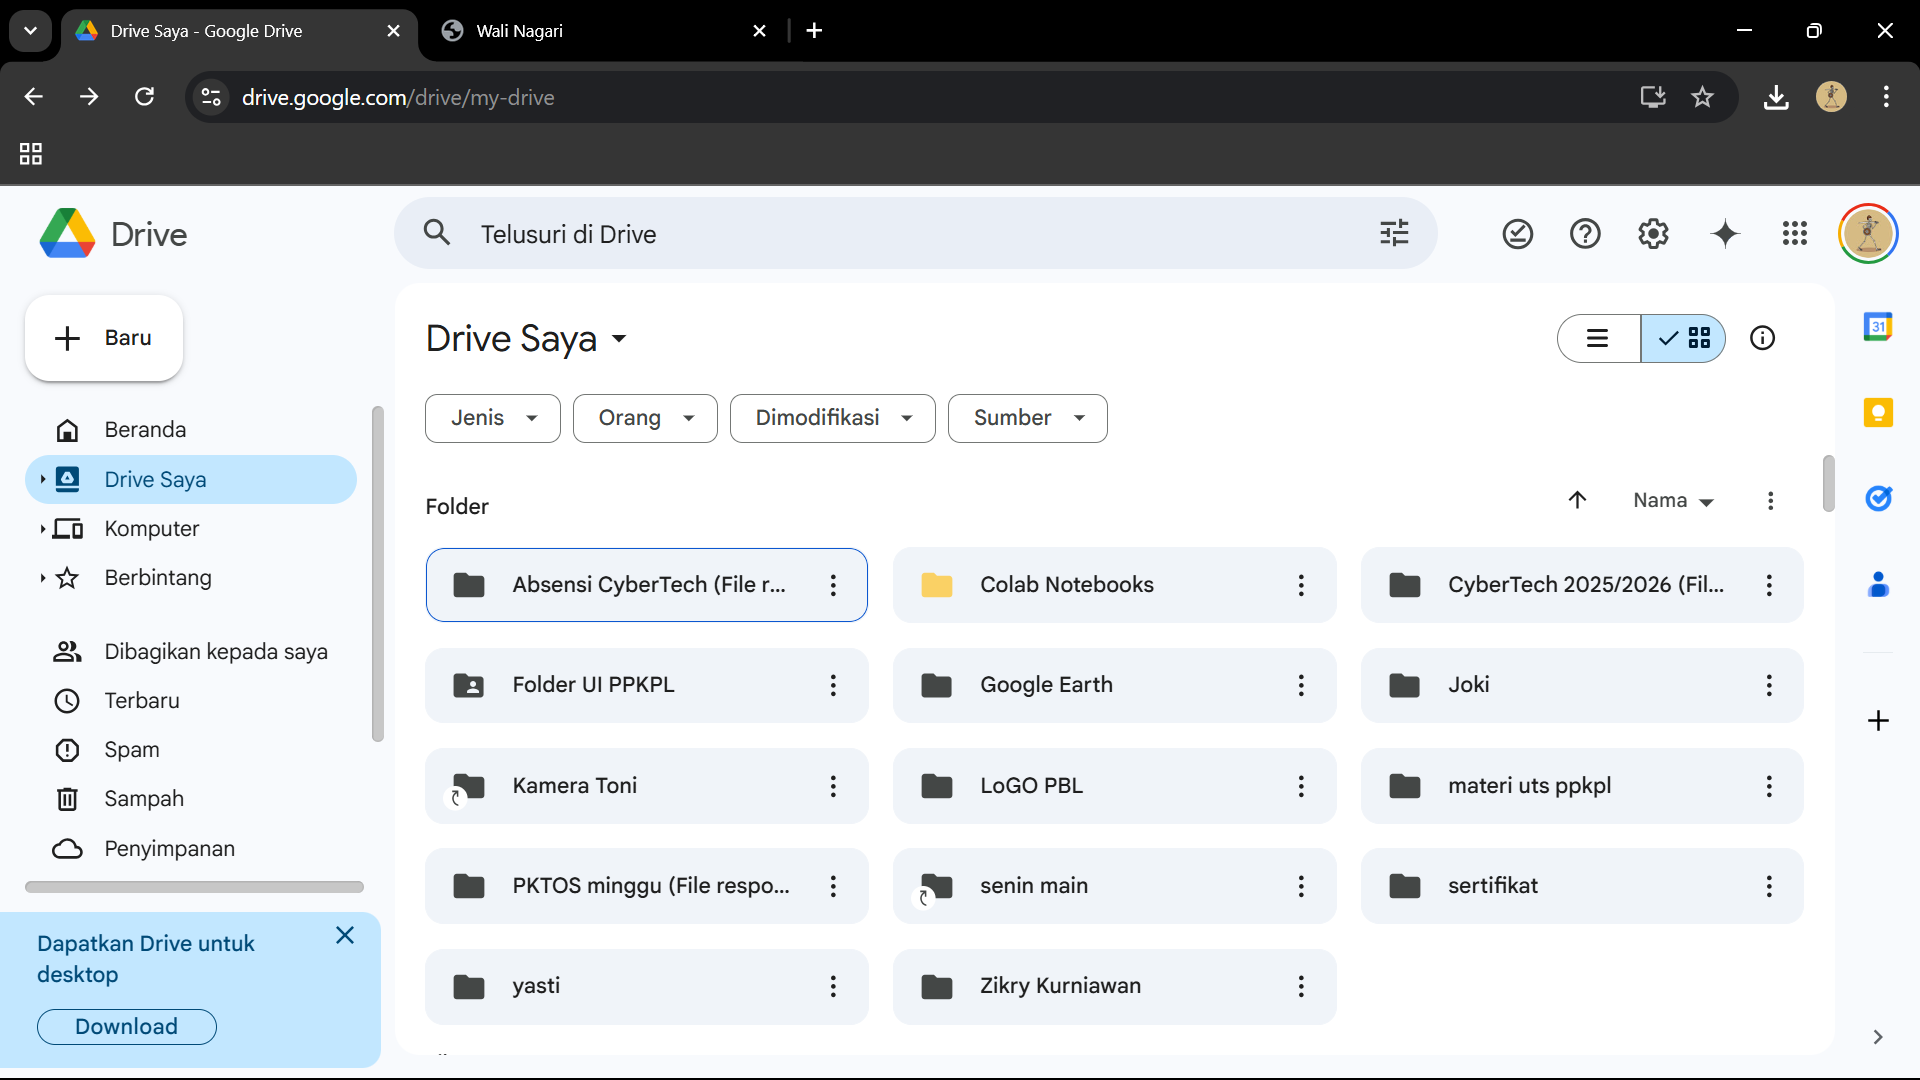 Drive Saya - Google Drive
Wali Nagari
drive.google.com/drive/my-drive
Drive
Telusuri di Drive
Baru
Drive Saya
31
Jenis
Orang
Dimodifikasi
Sumber
Beranda
Drive Saya
Komputer
Berbintang
Dibagikan kepada saya
Terbaru
Spam
Sampah
Penyimpanan
Folder
Nama
Absensi CyberTech (File r...
Colab Notebooks
CyberTech 2025/2026 (Fil...
Folder UI PPKPL
Google Earth
Joki
Kamera Toni
LoGO PBL
materi uts ppkpl
PKTOS minggu (File respo...
senin main
sertifikat
yasti
Zikry Kurniawan
Dapatkan Drive untuk
desktop
Download